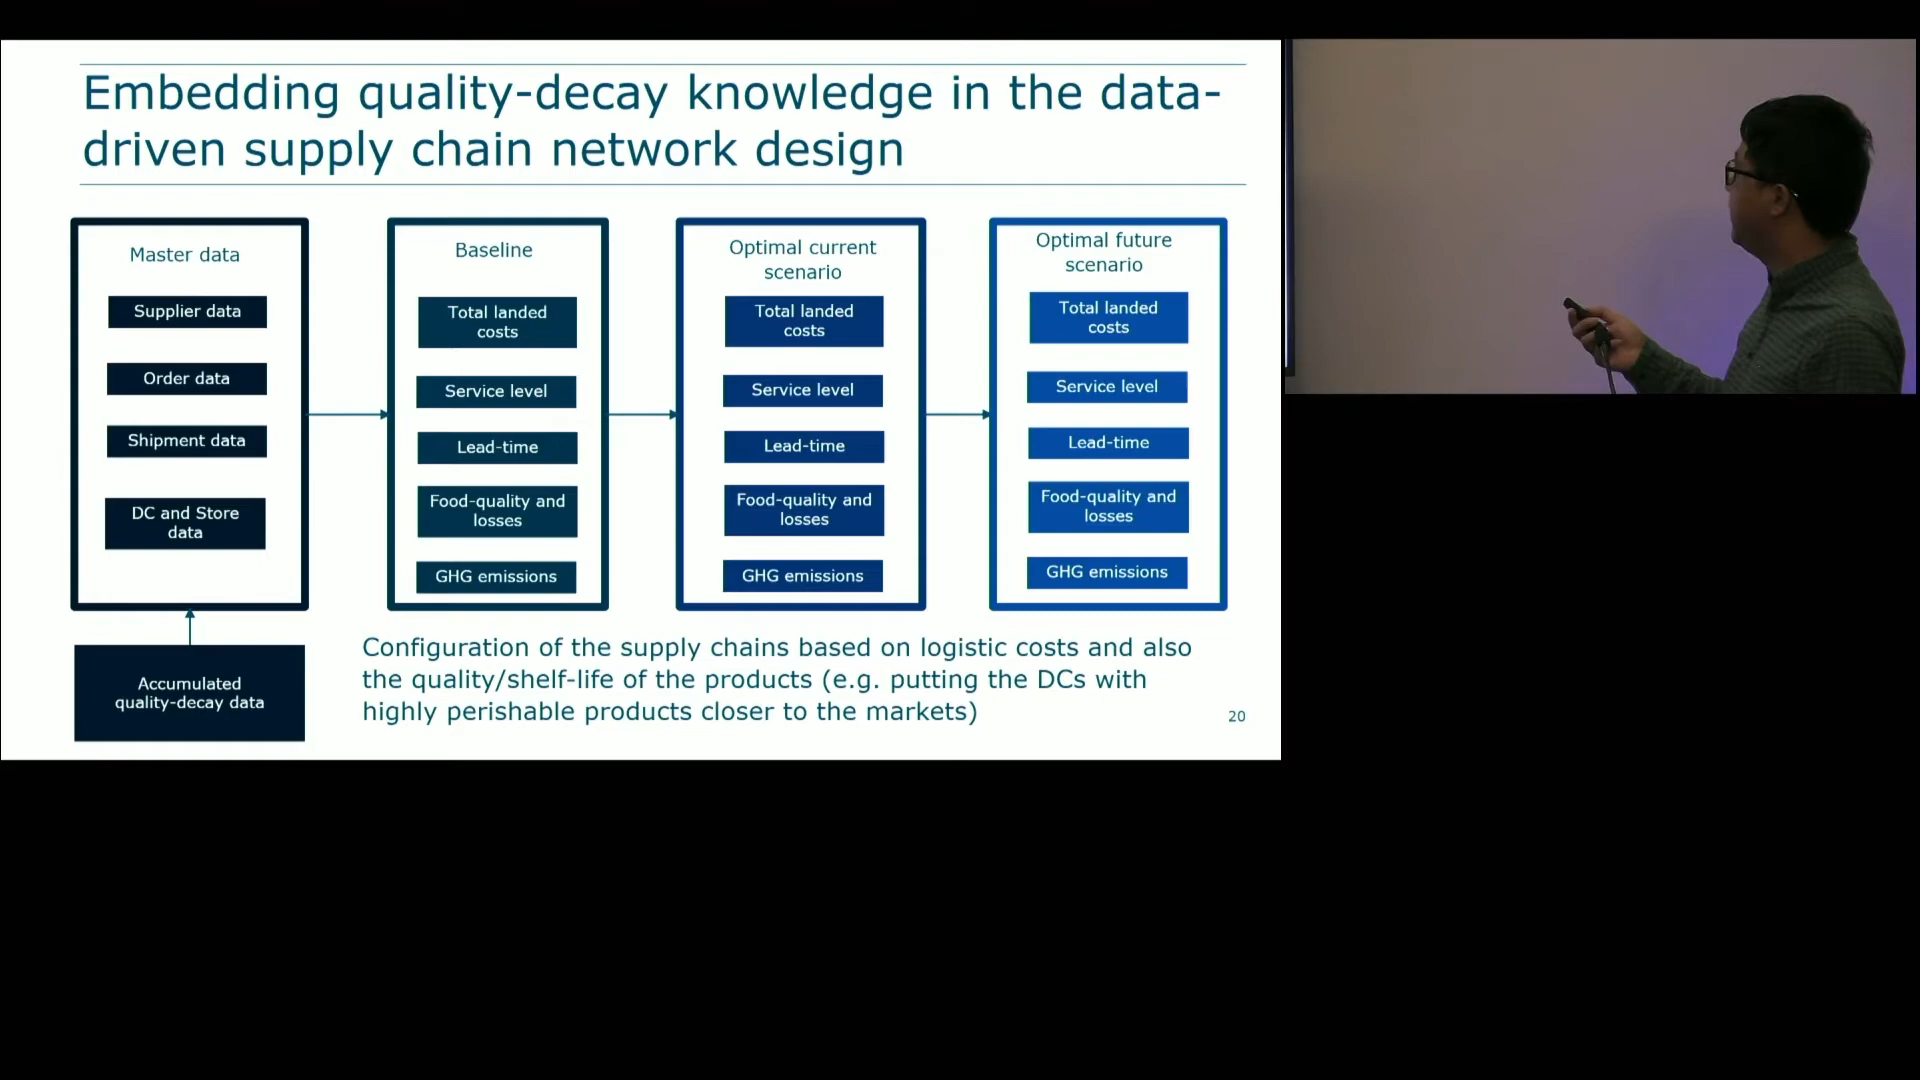 Embedding quality-decay knowledge in the data-
driven supply chain network design
Master data
Supplier data
Order data
Shipment data
DC and Store
data
Accumulated
quality-decay data
Baseline
Total landed
costs
Service level
Lead-time
Food-quality and
losses
GHG emissions
Optimal current
scenario
Total landed
costs
Service level
Lead-time
Food-quality and
losses
GHG emissions
Optimal future
scenario
Total landed
costs
Service level
Lead-time
Food-quality and
losses
GHG emissions
Configuration of the supply chains based on logistic costs and also
the quality/shelf-life of the products (e.g. putting the DCs with
highly perishable products closer to the markets)
20